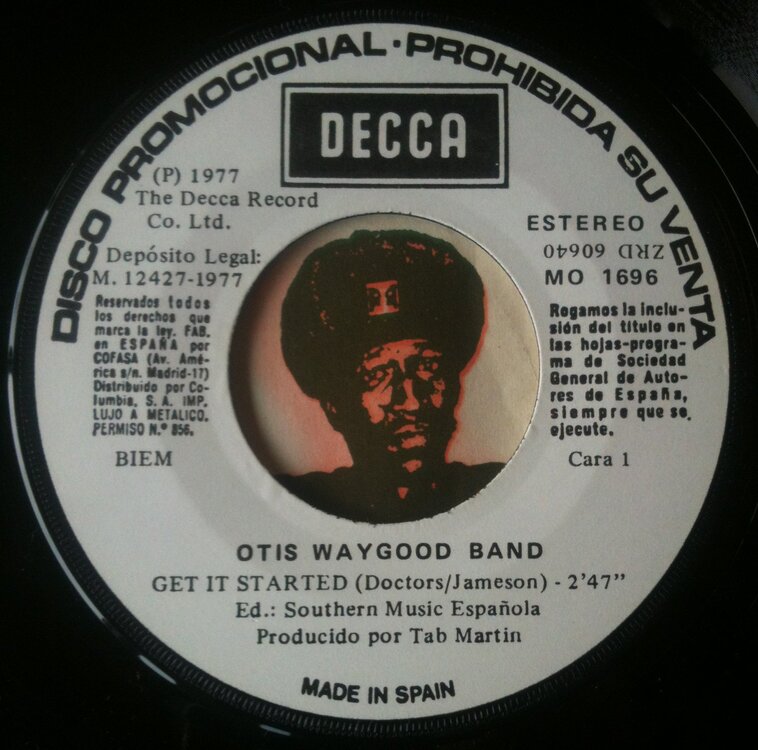 DISCO PROMOCIONAL · PROHIBIDA SU VENTA
DECCA
(P) 1977
The Decca Record
Co. Ltd.
Depósito Legal:
M. 12427-1977
Reservados todos
los derechos que
marca la ley. FAB.
en ESPAÑA por
COFASA (Av. Amé-
rica s/n. Madrid-17)
Distribuido por Co-
lumbia, S. A. IMP.
LUJO A METALICO.
PERMISO N.º 856.
BIEM
ESTEREO
ZRD 60640
MO 1696
Rogamos la inclu-
sión del título en
las hojas-progra-
ma de Sociedad
General de Auto-
res de España,
siempre que se
ejecute.
Cara 1
OTIS WAYGOOD BAND
GET IT STARTED (Doctors/Jameson) - 2'47"
Ed.: Southern Music Española
Producido por Tab Martin
MADE IN SPAIN